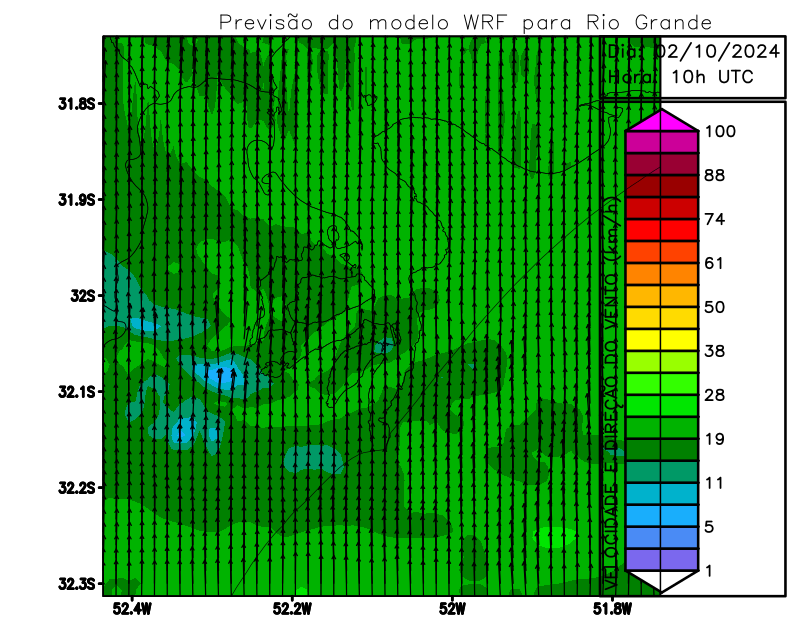 Previsão do modelo WRF para Rio Grande
Dia: 02/10/2024
Hora: 10h UTC
31.8S
31.9S
32S
32.1S
32.2S
32.3S
52.4W
52.2W
52W
51.8W
VELOCIDADE E DIREÇÃO DO VENTO (km/h)
100
88
74
61
50
38
28
19
11
5
1